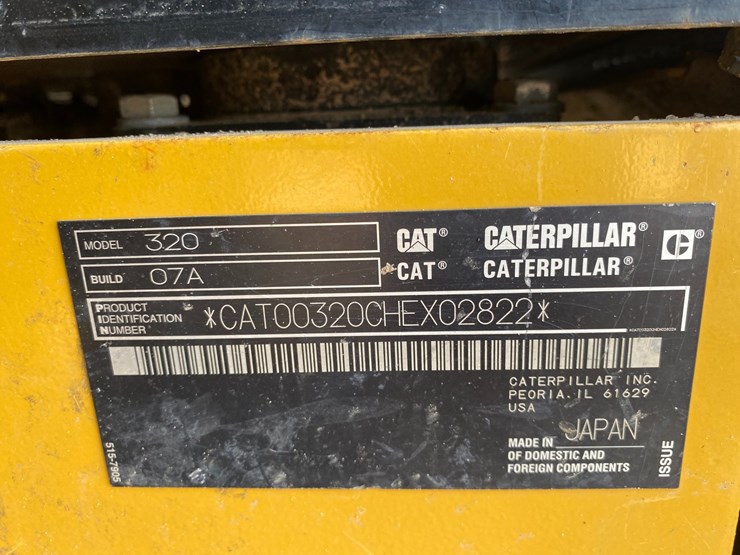 MODEL 320
BUILD 07A
CAT® CATERPILLAR®
CAT® CATERPILLAR®
C ®
PRODUCT
IDENTIFICATION
NUMBER
*CAT00320CHEX02822*
CATERPILLAR INC.
PEORIA, IL 61629
USA
MADE IN JAPAN
OF DOMESTIC AND
FOREIGN COMPONENTS
515-7905
ISSUE